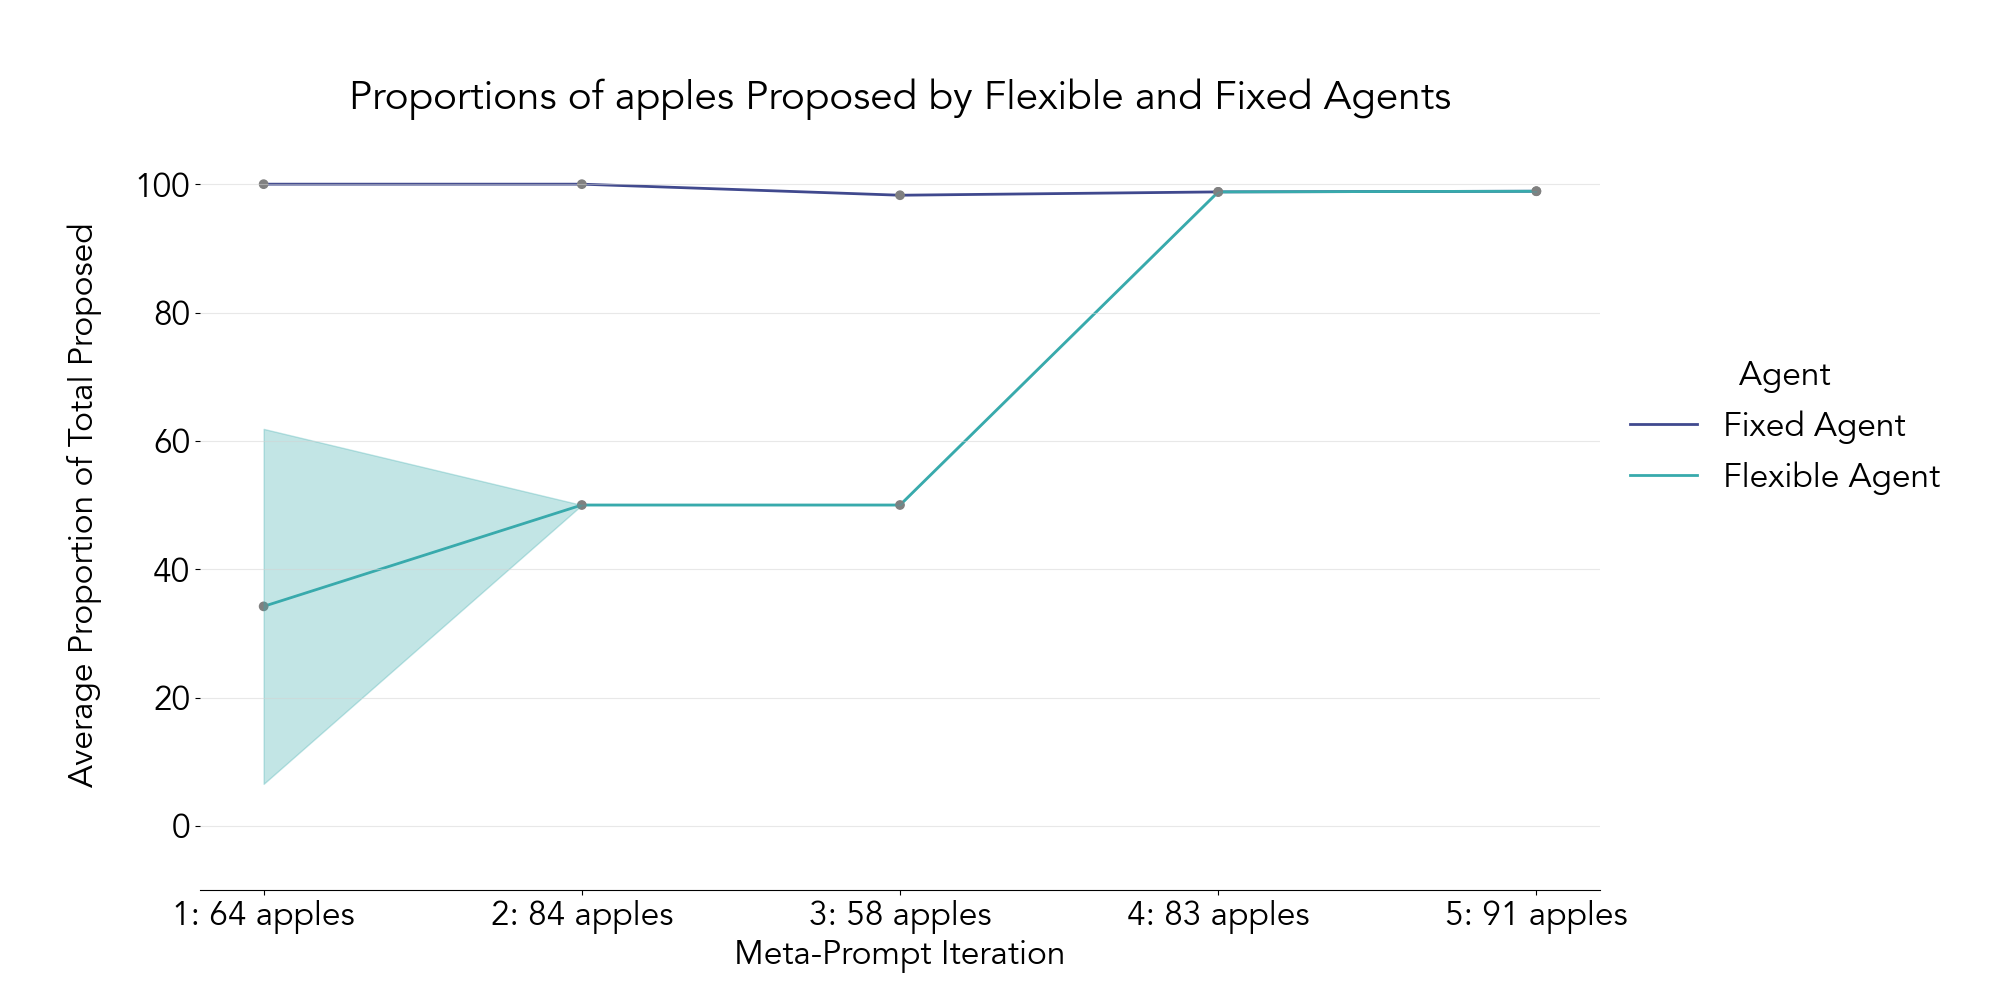 Proportions of apples Proposed by Flexible and Fixed Agents
Average Proportion of Total Proposed
100
80
60
40
20
0
1: 64 apples
2: 84 apples
3: 58 apples
4: 83 apples
5: 91 apples
Meta-Prompt Iteration
Agent
Fixed Agent
Flexible Agent